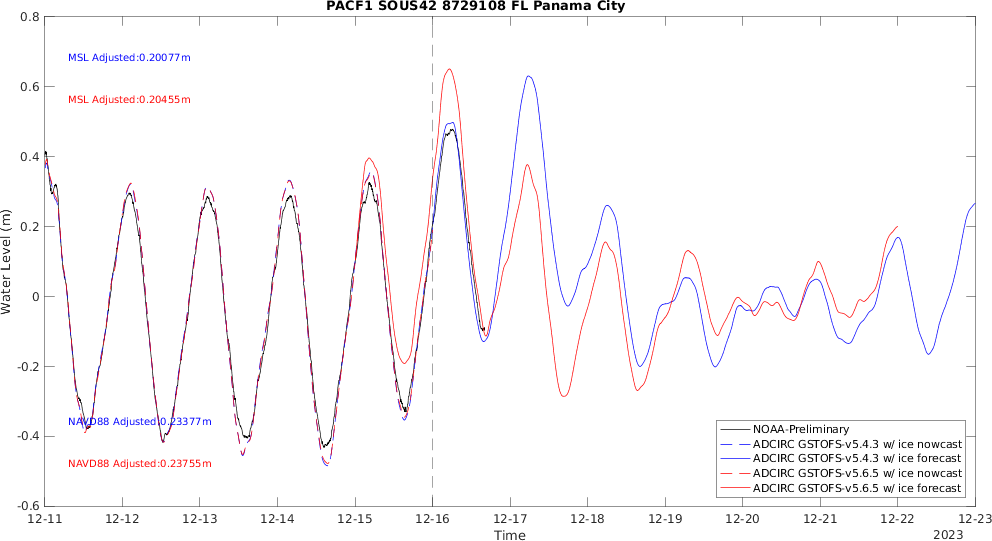 PACF1 SOUS42 8729108 FL Panama City
0.8
0.6
0.4
0.2
0
-0.2
-0.4
-0.6
Water Level (m)
MSL Adjusted:0.20077m
MSL Adjusted:0.20455m
NAVD88 Adjusted:0.23377m
NAVD88 Adjusted:0.23755m
NOAA-Preliminary
ADCIRC GSTOFS-v5.4.3 w/ ice nowcast
ADCIRC GSTOFS-v5.4.3 w/ ice forecast
ADCIRC GSTOFS-v5.6.5 w/ ice nowcast
ADCIRC GSTOFS-v5.6.5 w/ ice forecast
12-11 12-12 12-13 12-14 12-15 12-16 12-17 12-18 12-19 12-20 12-21 12-22 12-23
Time
2023